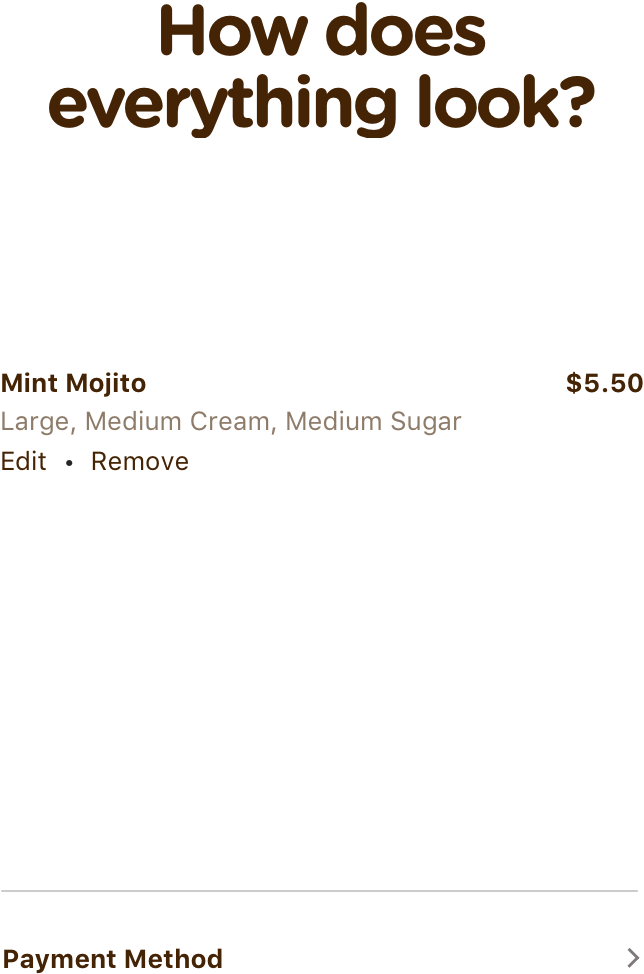 How does
everything look?
Mint Mojito $5.50
Large, Medium Cream, Medium Sugar
Edit • Remove
Payment Method